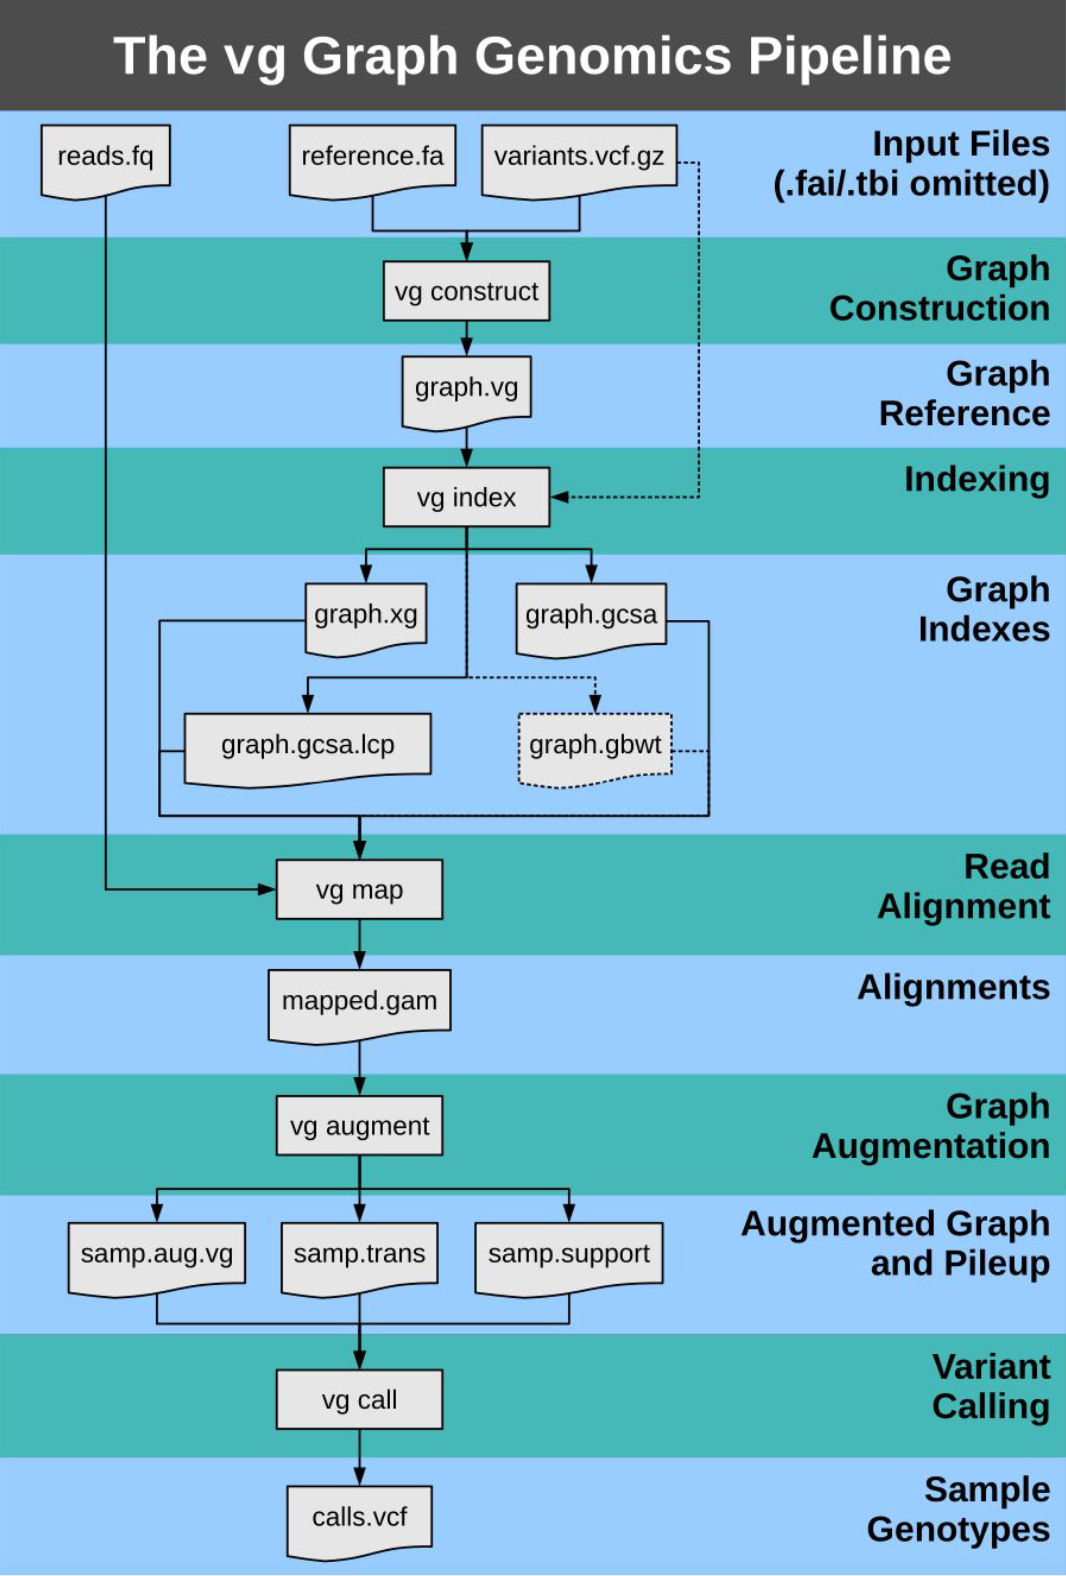 The vg Graph Genomics Pipeline
reads.fq
reference.fa
variants.vcf.gz
Input Files
(.fai/.tbi omitted)
vg construct
Graph
Construction
graph.vg
Graph
Reference
vg index
Indexing
graph.xg
graph.gcsa
Graph
Indexes
graph.gcsa.lcp
graph.gbwt
vg map
Read
Alignment
mapped.gam
Alignments
vg augment
Graph
Augmentation
samp.aug.vg
samp.trans
samp.support
Augmented Graph
and Pileup
vg call
Variant
Calling
calls.vcf
Sample
Genotypes